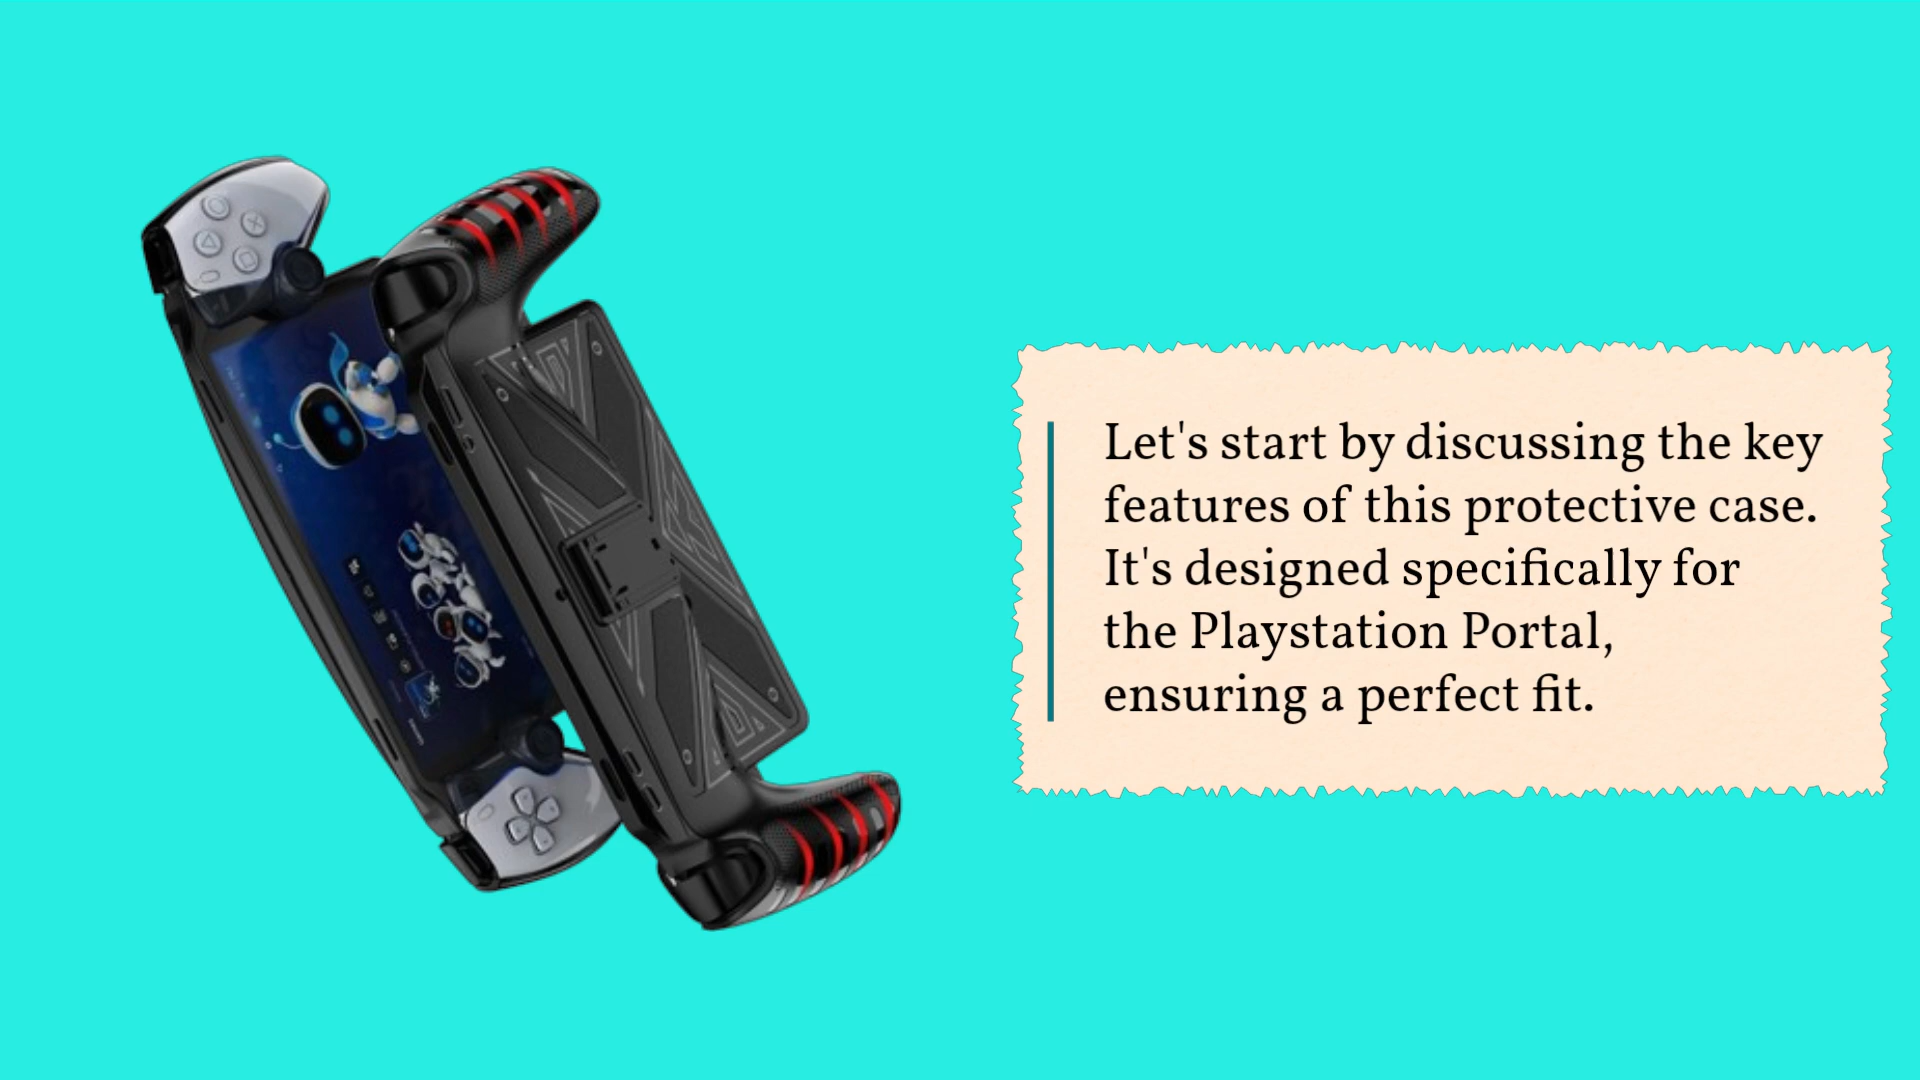 Let's start by discussing the key
features of this protective case.
It's designed specifically for
the Playstation Portal,
ensuring a perfect fit.